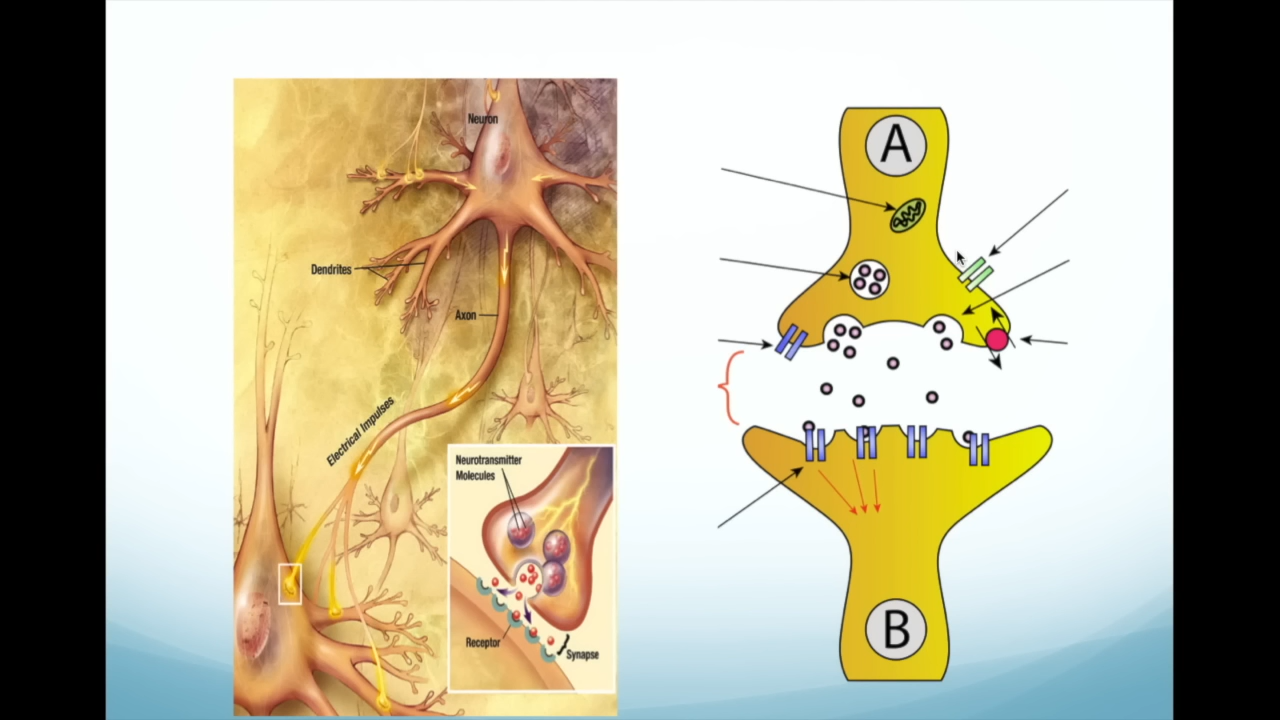 Neuron
Dendrites
Axon
Electrical Impulses
Neurotransmitter
Molecules
Receptor
Synapse
A
B